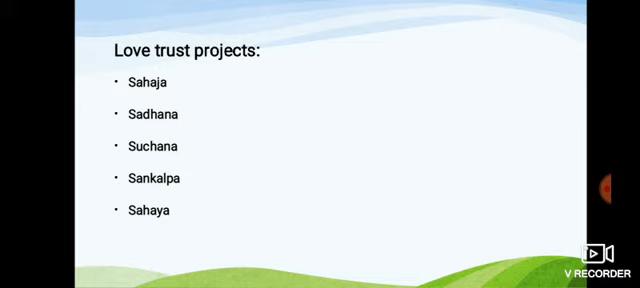 Love trust projects:
• Sahaja
• Sadhana
• Suchana
• Sankalpa
• Sahaya
V RECORDER